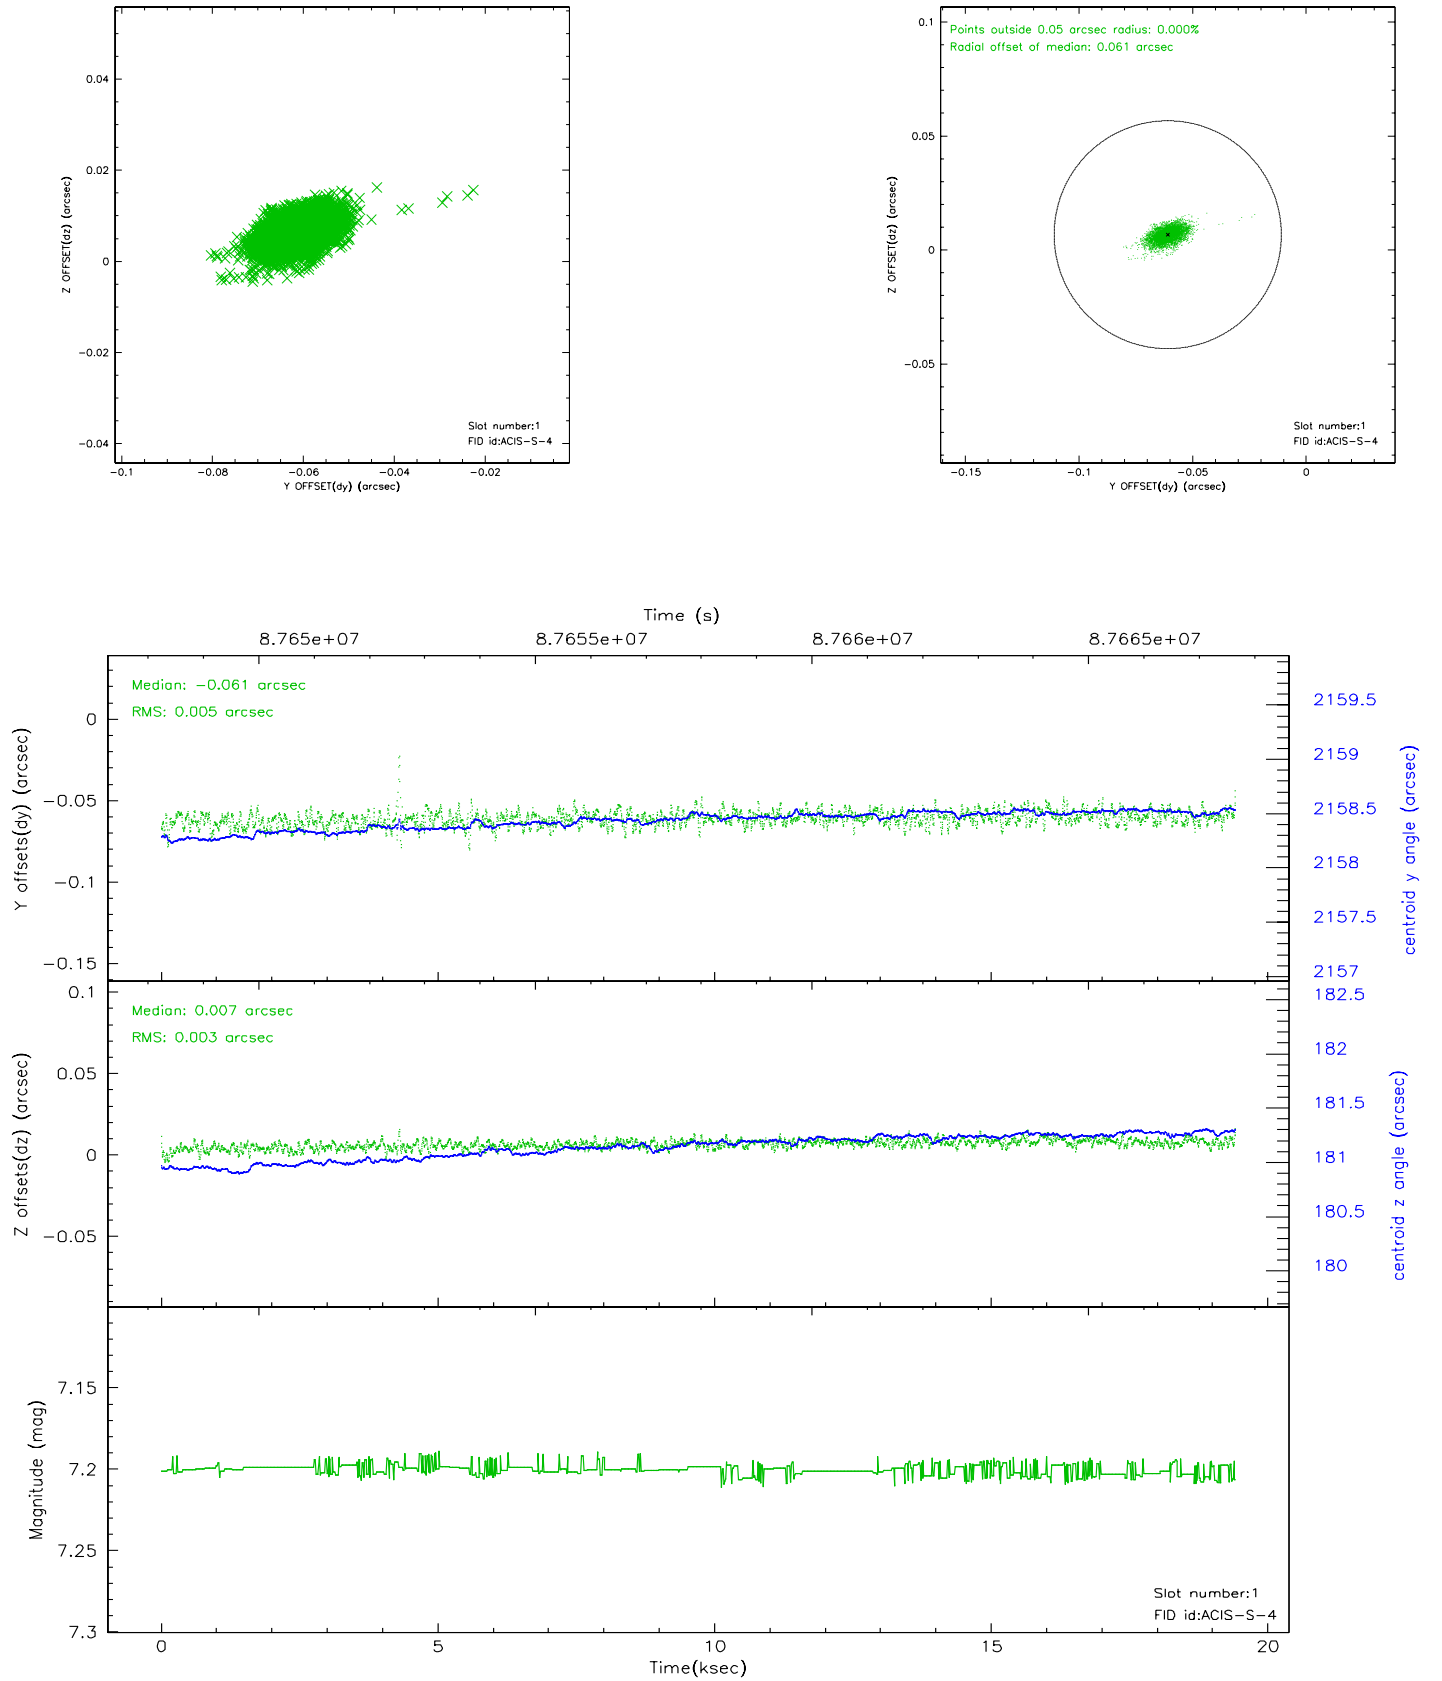 0.04
0.02
0
-0.02
-0.04
Z OFFSET(dz) (arcsec)
Slot number:1
FID id:ACIS-S-4
-0.1 -0.08 -0.06 -0.04 -0.02
Y OFFSET(dy) (arcsec)
Points outside 0.05 arcsec radius: 0.000%
Radial offset of median: 0.061 arcsec
0.1
0.05
0
-0.05
Z OFFSET(dz) (arcsec)
Slot number:1
FID id:ACIS-S-4
-0.15 -0.1 -0.05 0
Y OFFSET(dy) (arcsec)
Time (s)
8.765e+07 8.7655e+07 8.766e+07 8.7665e+07
Median: -0.061 arcsec
RMS: 0.005 arcsec
0
-0.05
-0.1
-0.15
Y offsets(dy) (arcsec)
2159.5
2159
2158.5
2158
2157.5
2157
centroid y angle (arcsec)
Median: 0.007 arcsec
RMS: 0.003 arcsec
0.1
0.05
0
-0.05
Z offsets(dz) (arcsec)
182.5
182
181.5
181
180.5
180
centroid z angle (arcsec)
7.15
7.2
7.25
7.3
Magnitude (mag)
Slot number:1
FID id:ACIS-S-4
0 5 10 15 20
Time(ksec)